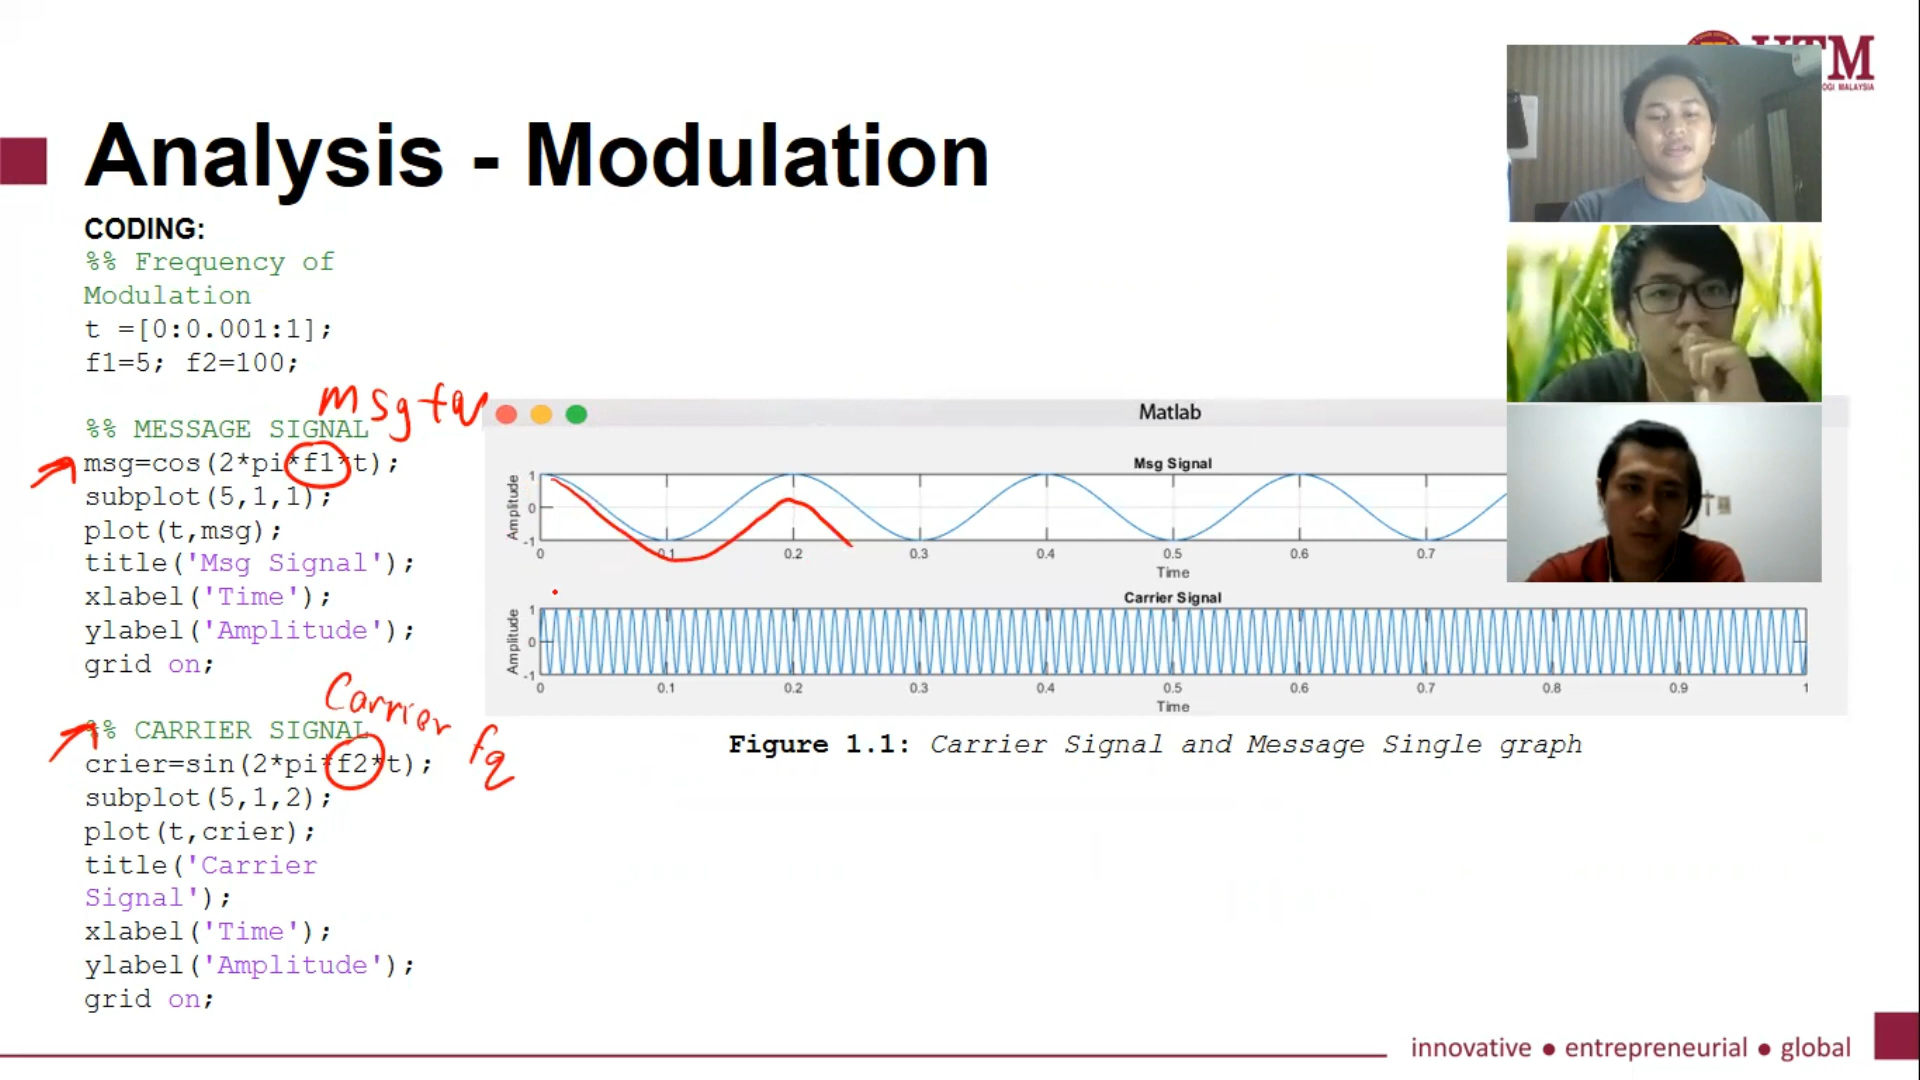 UTM
OGI MALAYSIA
Analysis - Modulation
CODING:
%% Frequency of
Modulation
t =[0:0.001:1];
f1=5; f2=100;
msg fq
%% MESSAGE SIGNAL
msg=cos(2*pi*f1*t);
subplot(5,1,1);
plot(t,msg);
title('Msg Signal');
xlabel('Time');
ylabel('Amplitude');
grid on;
Carrier fq
%% CARRIER SIGNAL
crier=sin(2*pi*f2*t);
subplot(5,1,2);
plot(t,crier);
title('Carrier
Signal');
xlabel('Time');
ylabel('Amplitude');
grid on;
Matlab
Msg Signal
Amplitude
1
0
-1
0 0.1 0.2 0.3 0.4 0.5 0.6 0.7
Time
Carrier Signal
Amplitude
1
0
-1
0 0.1 0.2 0.3 0.4 0.5 0.6 0.7 0.8 0.9 1
Time
Figure 1.1: Carrier Signal and Message Single graph
innovative ● entrepreneurial ● global